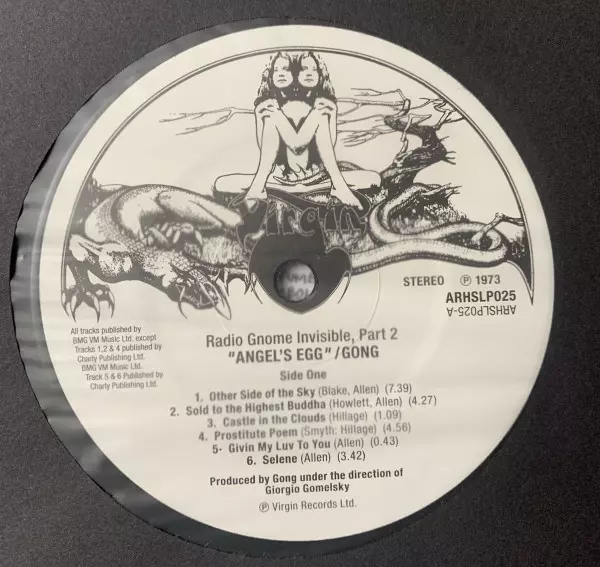 Virgin
STEREO ℗ 1973
ARHSLP025
ARHSLP025-A
All tracks published by
BMG VM Music Ltd. except
Tracks 1,2 & 4 published by
Charly Publishing Ltd.
BMG VM Music Ltd.
Track 5 & 6 Published by
Charly Publishing Ltd.
Radio Gnome Invisible, Part 2
"ANGEL'S EGG"/GONG
Side One
1. Other Side of the Sky (Blake, Allen) (7.39)
2. Sold to the Highest Buddha (Howlett, Allen) (4.27)
3. Castle in the Clouds (Hillage) (1.09)
4. Prostitute Poem (Smyth: Hillage) (4.56)
5- Givin My Luv To You (Allen) (0.43)
6. Selene (Allen) (3.42)
Produced by Gong under the direction of
Giorgio Gomelsky
℗ Virgin Records Ltd.